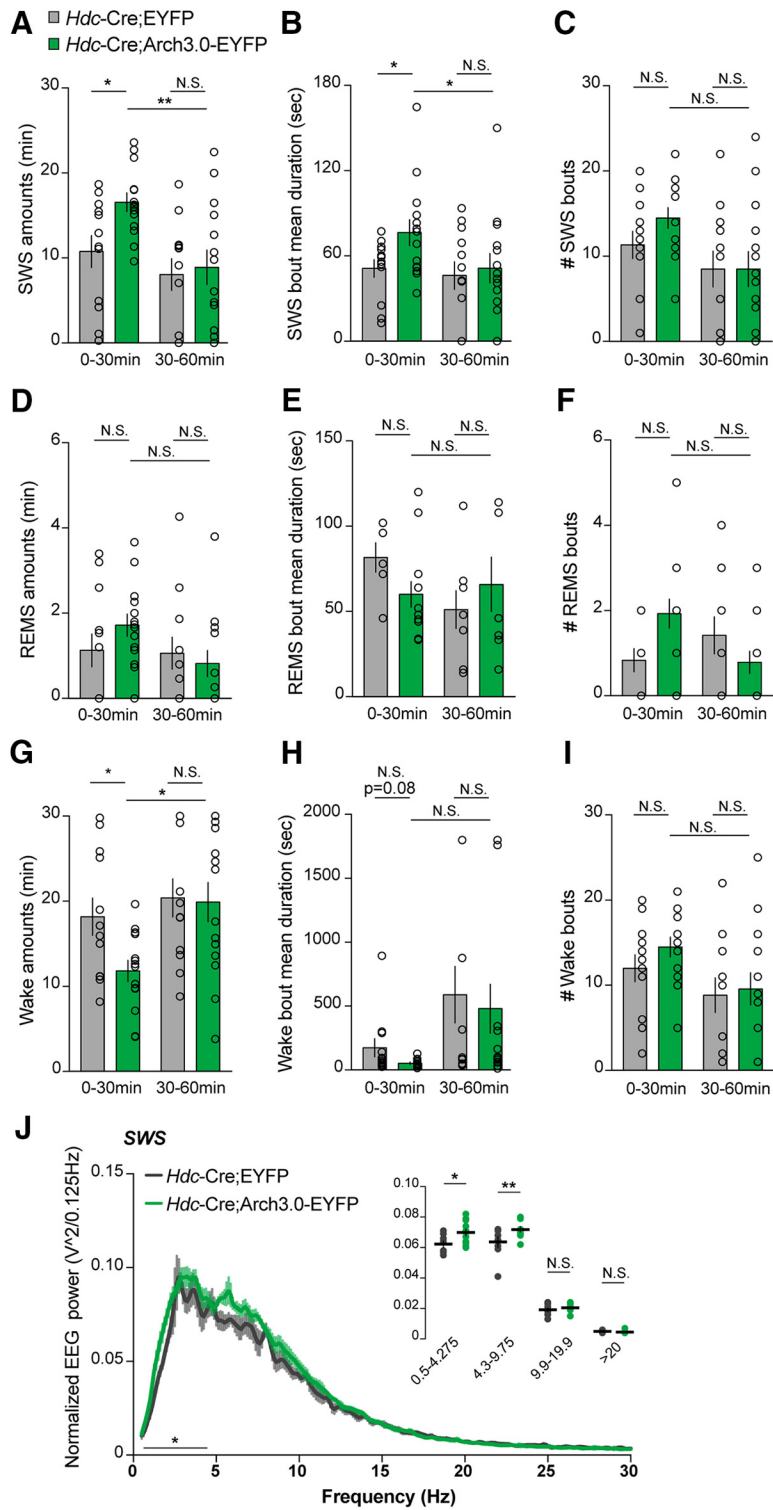 A
Hdc-Cre;EYFP
Hdc-Cre;Arch3.0-EYFP
B
C
* N.S.
**
SWS amounts (min)
30
20
10
0
0-30min 30-60min
* N.S.
*
SWS bout mean duration (sec)
180
120
60
0
0-30min 30-60min
N.S. N.S.
N.S.
# SWS bouts
30
20
10
0
0-30min 30-60min
D
N.S. N.S.
N.S.
REMS amounts (min)
6
4
2
0
0-30min 30-60min
E
N.S. N.S.
N.S.
REMS bout mean duration (sec)
150
100
50
0
0-30min 30-60min
F
N.S. N.S.
N.S.
# REMS bouts
6
4
2
0
0-30min 30-60min
G
* N.S.
*
Wake amounts (min)
30
20
10
0
0-30min 30-60min
H
N.S.
p=0.08 N.S.
N.S.
Wake bout mean duration (sec)
2000
1500
1000
500
0
0-30min 30-60min
I
N.S. N.S.
N.S.
# Wake bouts
30
20
10
0
0-30min 30-60min
J
SWS
Hdc-Cre;EYFP
Hdc-Cre;Arch3.0-EYFP
Normalized EEG power (V^2/0.125Hz)
0.15
0.10
0.05
0
*
0 5 10 15 20 25 30
Frequency (Hz)
0.10
0.08
0.06
0.04
0.02
0
* ** N.S. N.S.
0.5-4.275 4.3-9.75 9.9-19.9 >20